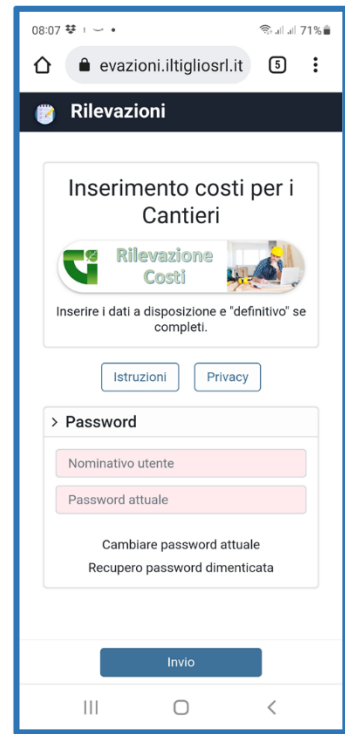 08:07 71%
evazioni.iltigliosrl.it 5
Rilevazioni
Inserimento costi per i
Cantieri
Rilevazione
Costi
Inserire i dati a disposizione e "definitivo" se
completi.
Istruzioni Privacy
> Password
Nominativo utente
Password attuale
Cambiare password attuale
Recupero password dimenticata
Invio